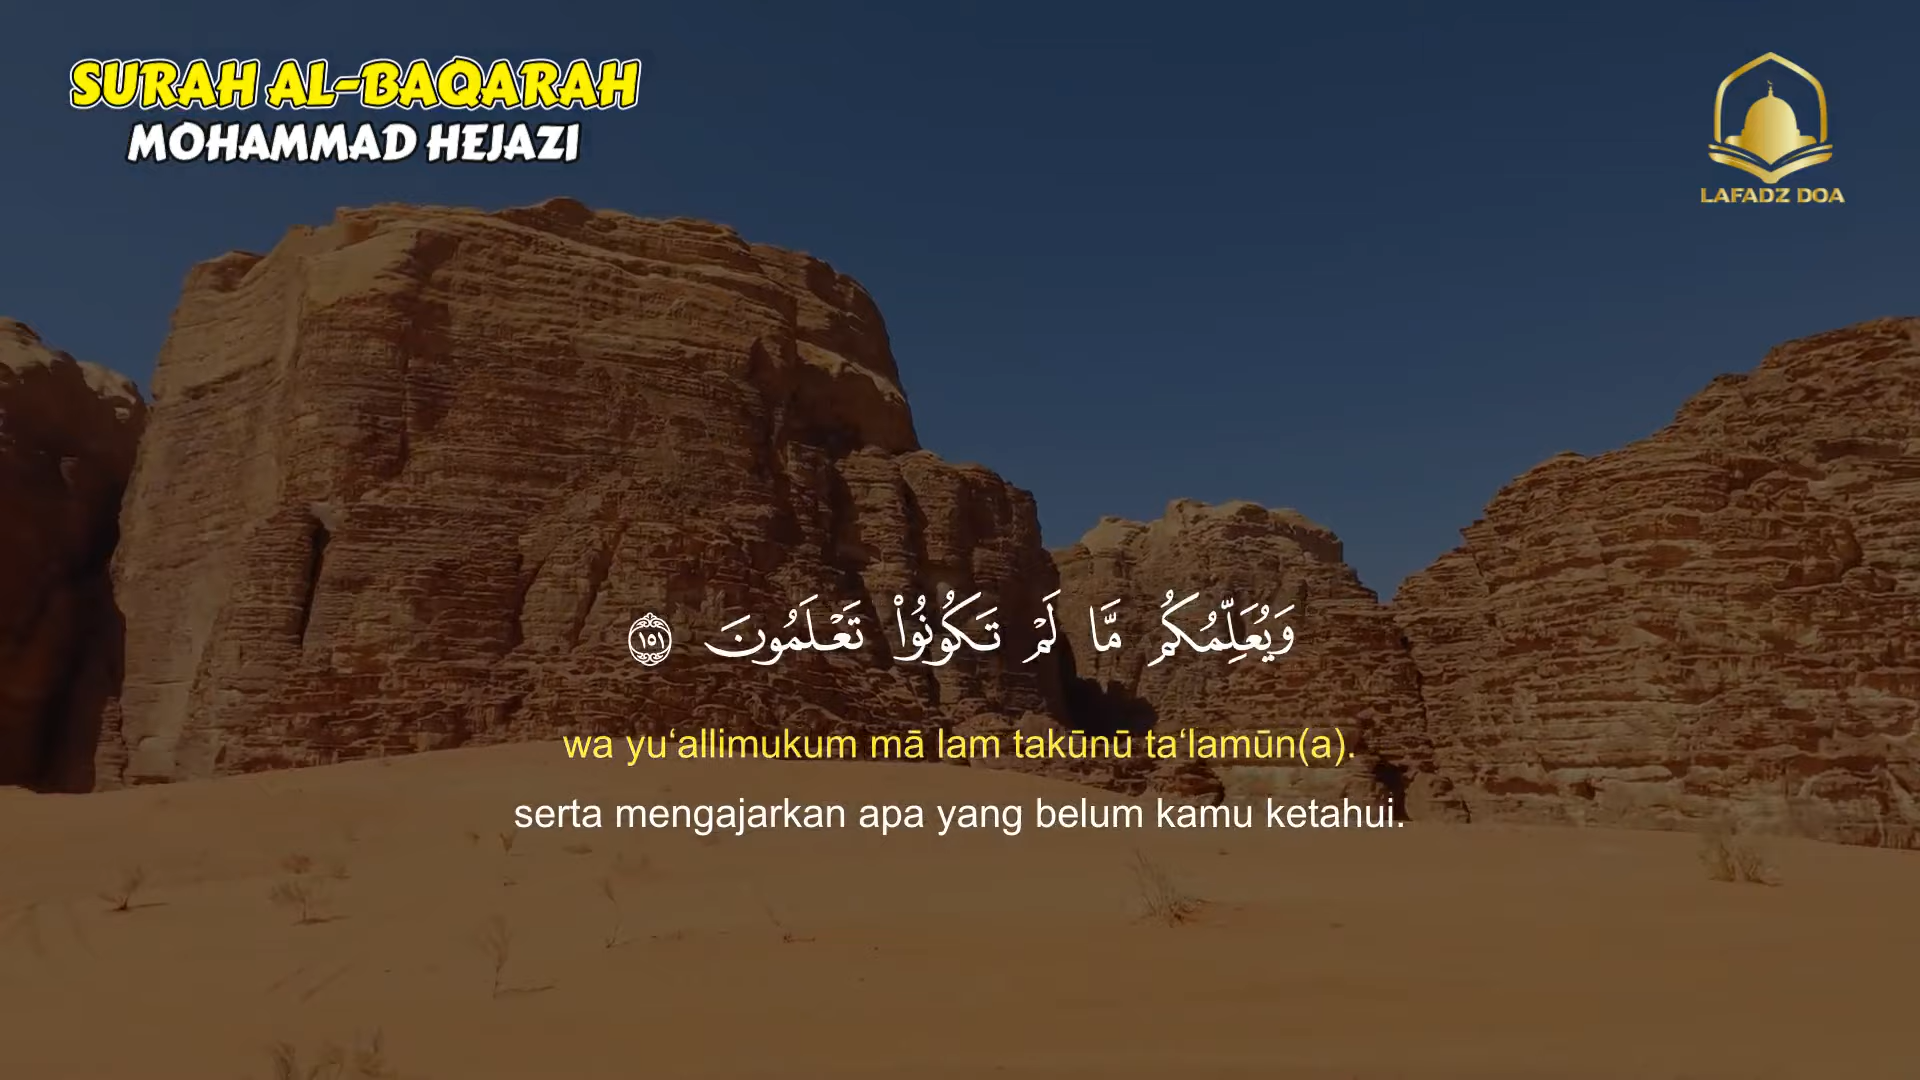 SURAH AL-BAQARAH
MOHAMMAD HEJAZI
LAFADZ DOA
وَيُعَلِّمُكُم مَّا لَمْ تَكُونُوا۟ تَعْلَمُونَ ١٥١
wa yu‘allimukum mā lam takūnū ta‘lamūn(a).
serta mengajarkan apa yang belum kamu ketahui.